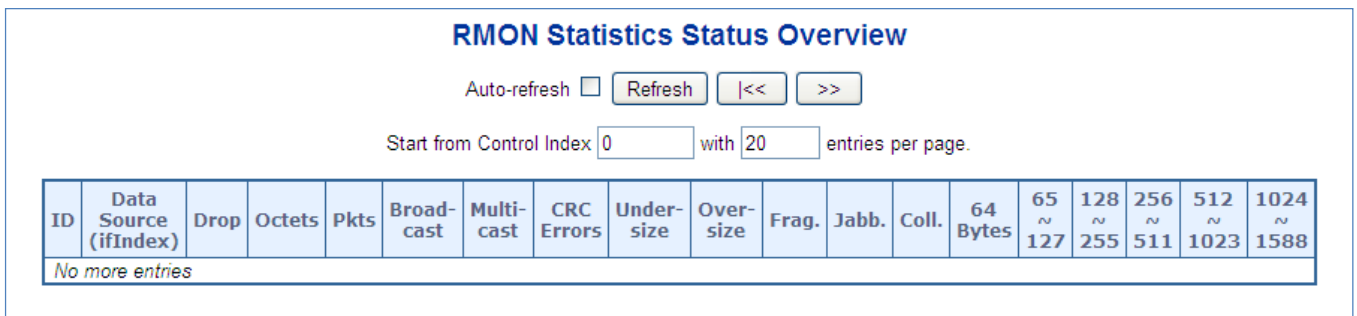 RMON Statistics Status Overview
Auto-refresh Refresh |<< >>
Start from Control Index 0 with 20 entries per page.
ID Data Source (ifIndex) Drop Octets Pkts Broad-cast Multi-cast CRC Errors Under-size Over-size Frag. Jabb. Coll. 64 Bytes 65 ~ 127 128 ~ 255 256 ~ 511 512 ~ 1023 1024 ~ 1588
No more entries